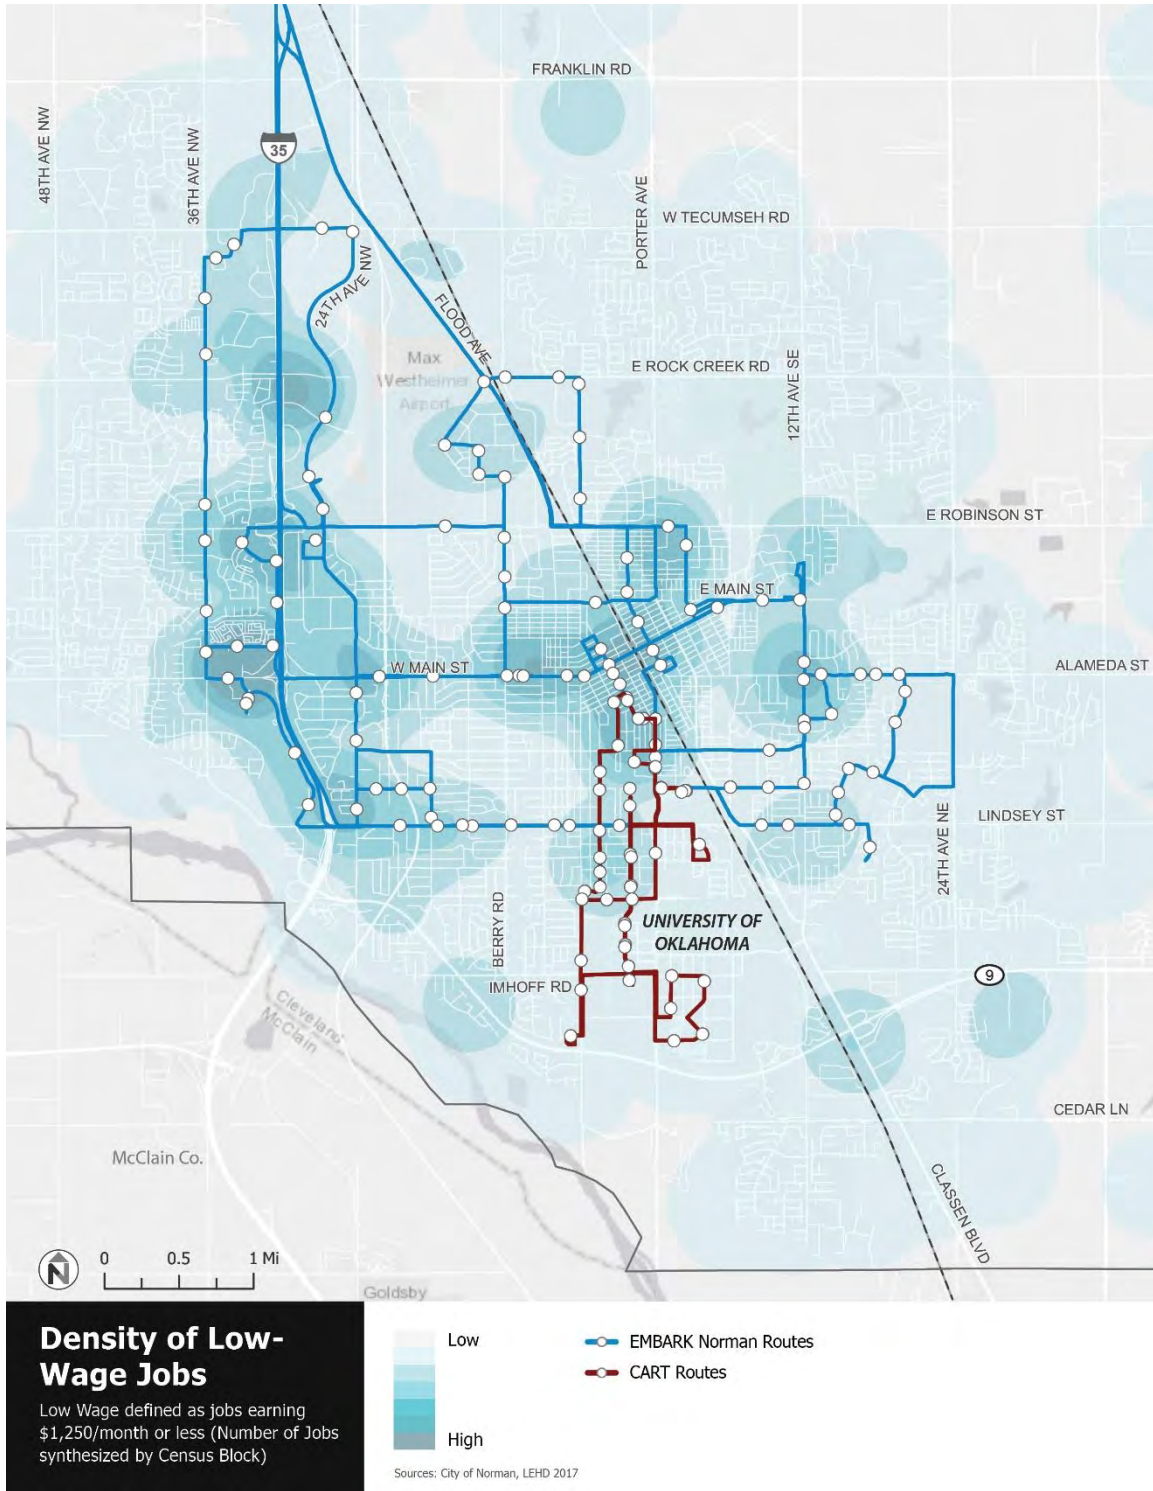 FRANKLIN RD
48TH AVE NW
36TH AVE NW
35
PORTER AVE
W TECUMSEH RD
24TH AVE NW
FLOOD AVE
Max
Westheimer
Airport
E ROCK CREEK RD
12TH AVE SE
E ROBINSON ST
E MAIN ST
W MAIN ST
ALAMEDA ST
LINDSEY ST
24TH AVE NE
BERRY RD
UNIVERSITY OF
OKLAHOMA
IMHOFF RD
9
Cleveland
McClain
CEDAR LN
McClain Co.
CLASSEN BLVD
N
0 0.5 1 Mi
Goldsby
Density of Low-
Wage Jobs
Low Wage defined as jobs earning
$1,250/month or less (Number of Jobs
synthesized by Census Block)
Low
High
EMBARK Norman Routes
CART Routes
Sources: City of Norman, LEHD 2017